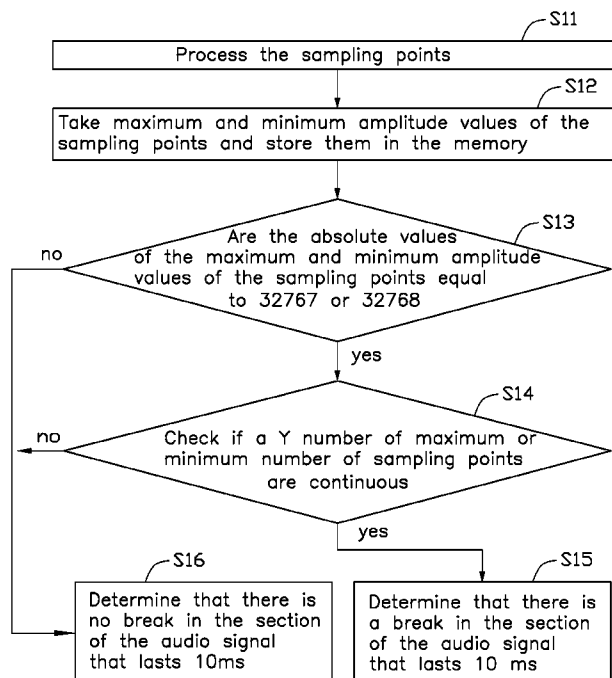 S11
Process the sampling points
S12
Take maximum and minimum amplitude values of the
sampling points and store them in the memory
S13
Are the absolute values
of the maximum and minimum amplitude
values of the sampling points equal
to 32767 or 32768
no
yes
S14
Check if a Y number of maximum or
minimum number of sampling points
are continuous
no
yes
S16
Determine that there is
no break in the section
of the audio signal
that lasts 10ms
S15
Determine that there is
a break in the section
of the audio signal
that lasts 10 ms